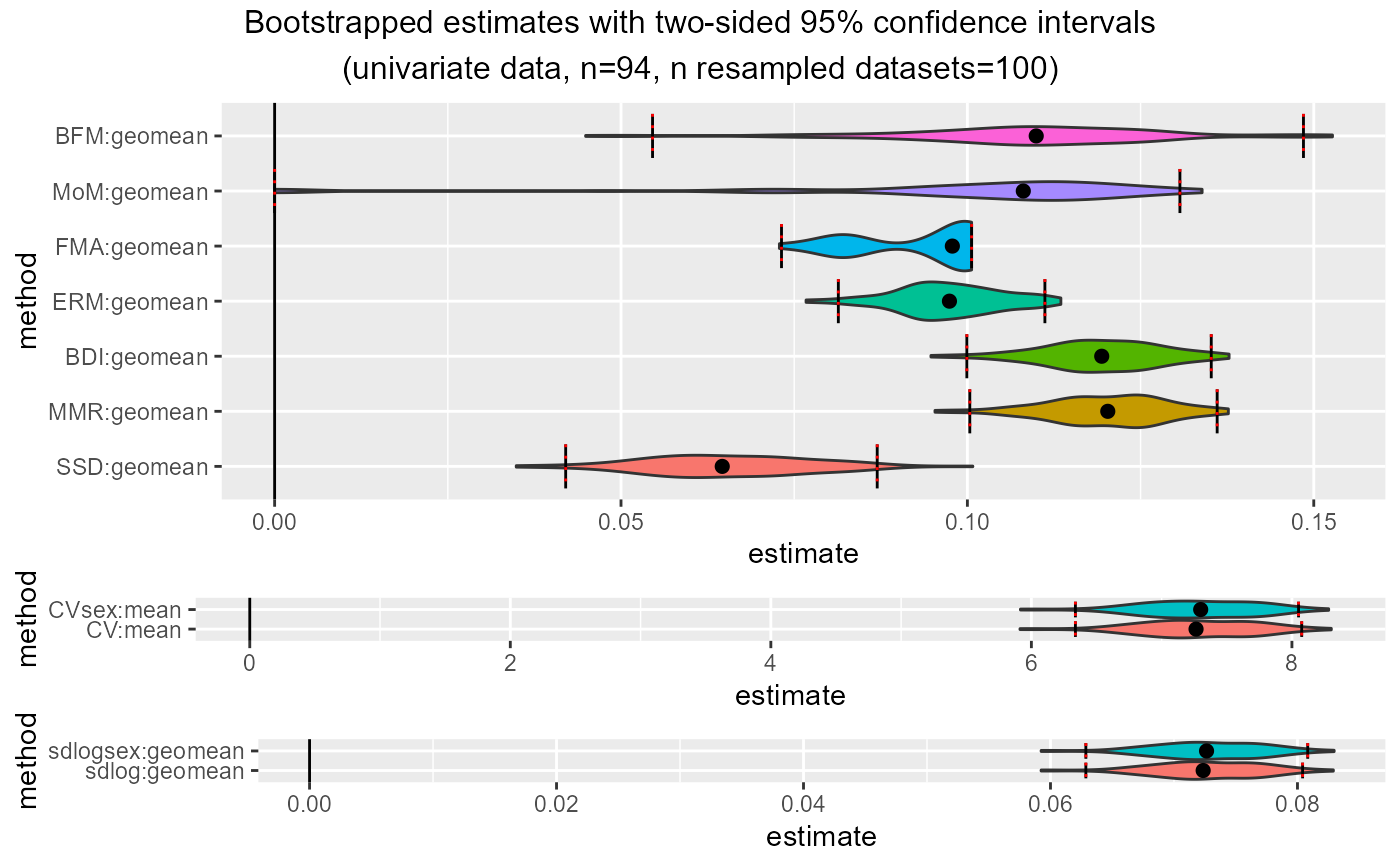 Bootstrapped estimates with two-sided 95% confidence intervals
(univariate data, n=94, n resampled datasets=100)
method
BFM:geomean
MoM:geomean
FMA:geomean
ERM:geomean
BDI:geomean
MMR:geomean
SSD:geomean
0.00 0.05 0.10 0.15
estimate
method
CVsex:mean
CV:mean
0 2 4 6 8
estimate
method
sdlogsex:geomean
sdlog:geomean
0.00 0.02 0.04 0.06 0.08
estimate